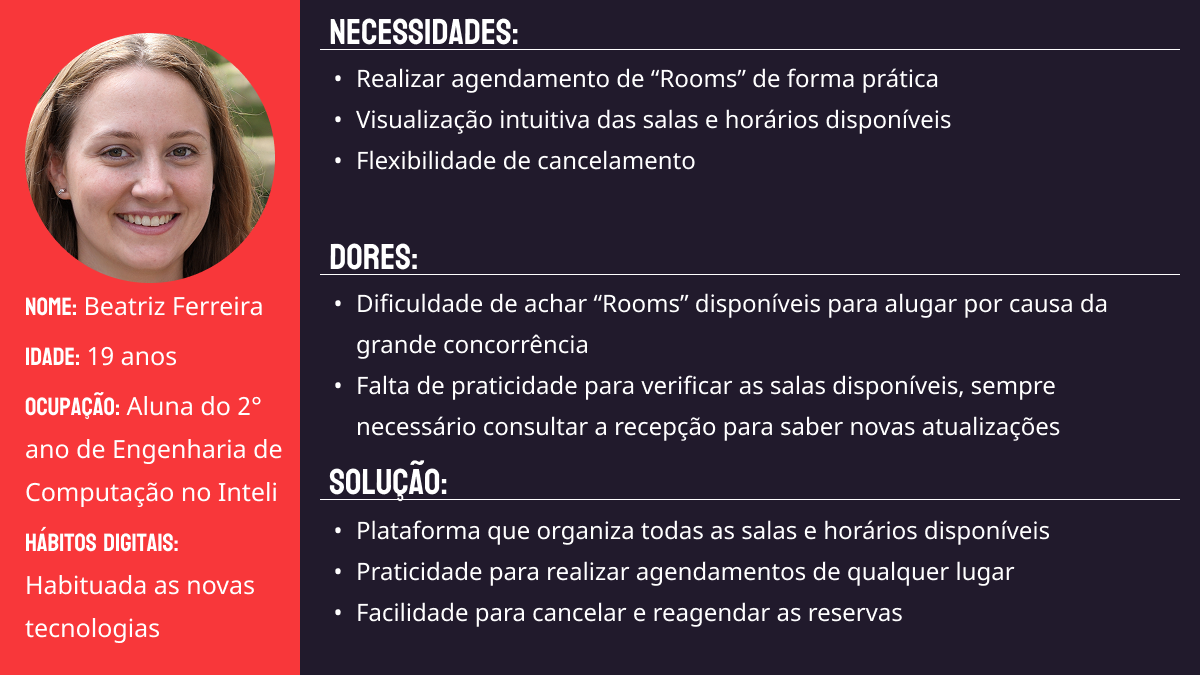 NOME: Beatriz Ferreira
IDADE: 19 anos
OCUPAÇÃO: Aluna do 2°
ano de Engenharia de
Computação no Inteli
HÁBITOS DIGITAIS:
Habituada as novas
tecnologias
NECESSIDADES:
• Realizar agendamento de “Rooms” de forma prática
• Visualização intuitiva das salas e horários disponíveis
• Flexibilidade de cancelamento
DORES:
• Dificuldade de achar “Rooms” disponíveis para alugar por causa da
grande concorrência
• Falta de praticidade para verificar as salas disponíveis, sempre
necessário consultar a recepção para saber novas atualizações
SOLUÇÃO:
• Plataforma que organiza todas as salas e horários disponíveis
• Praticidade para realizar agendamentos de qualquer lugar
• Facilidade para cancelar e reagendar as reservas